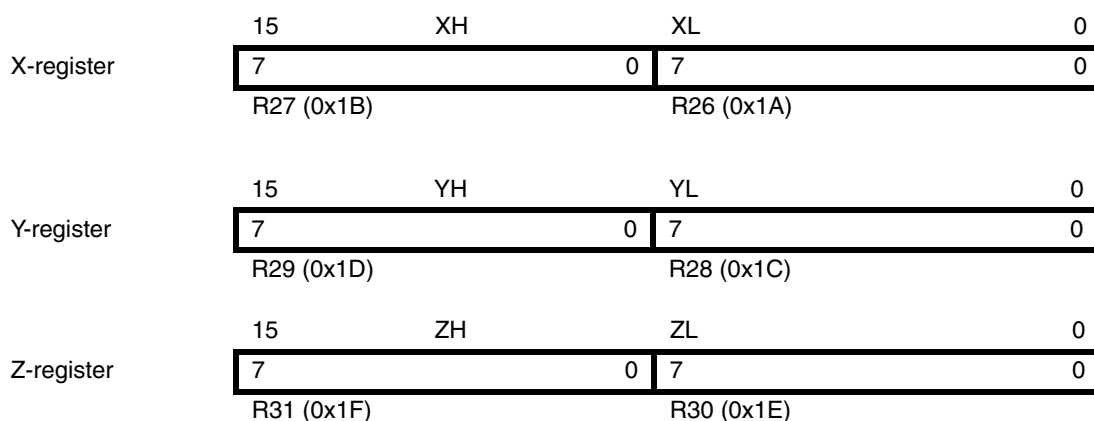 15 XH XL 0
X-register 7 0 7 0
R27 (0x1B) R26 (0x1A)
15 YH YL 0
Y-register 7 0 7 0
R29 (0x1D) R28 (0x1C)
15 ZH ZL 0
Z-register 7 0 7 0
R31 (0x1F) R30 (0x1E)